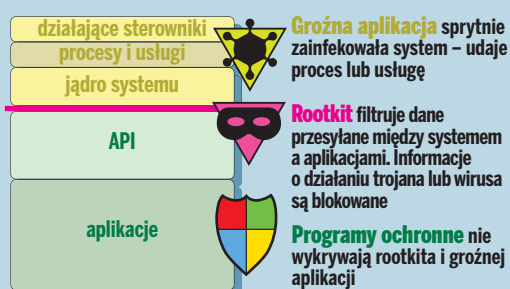 działające sterowniki
procesy i usługi
jądro systemu
API
aplikacje
Groźna aplikacja sprytnie
zainfekowała system – udaje
proces lub usługę
Rootkit filtruje dane
przesyłane między systemem
a aplikacjami. Informacje
o działaniu trojana lub wirusa
są blokowane
Programy ochronne nie
wykrywają rootkita i groźnej
aplikacji